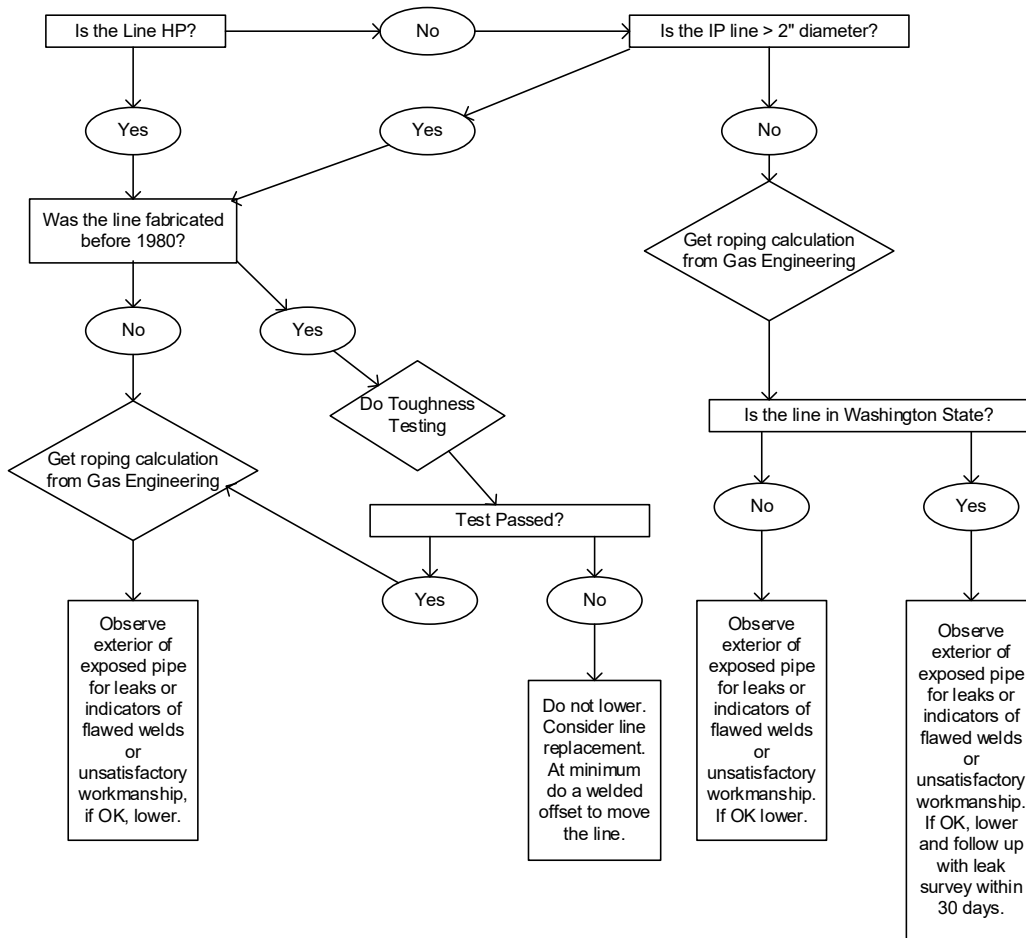 Is the Line HP?
No
Is the IP line > 2" diameter?
Yes
Yes
No
Was the line fabricated
before 1980?
Get roping calculation
from Gas Engineering
No
Yes
Do Toughness
Testing
Is the line in Washington State?
Get roping calculation
from Gas Engineering
Test Passed?
No
Yes
Yes
No
Observe
exterior of
exposed pipe
for leaks or
indicators of
flawed welds
or
unsatisfactory
workmanship,
if OK, lower.
Do not lower.
Consider line
replacement.
At minimum
do a welded
offset to move
the line.
Observe
exterior of
exposed pipe
for leaks or
indicators of
flawed welds
or
unsatisfactory
workmanship.
If OK lower.
Observe
exterior of
exposed pipe
for leaks or
indicators of
flawed welds
or
unsatisfactory
workmanship.
If OK, lower
and follow up
with leak
survey within
30 days.